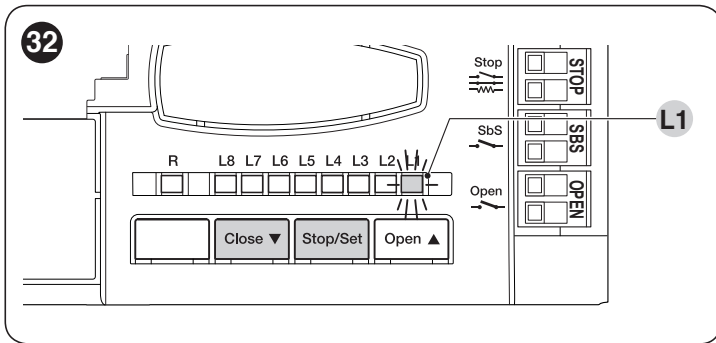 32
Stop
STOP
L1
SbS
SBS
R L8 L7 L6 L5 L4 L3 L2 L1
Open
OPEN
Close ▼ Stop/Set Open ▲